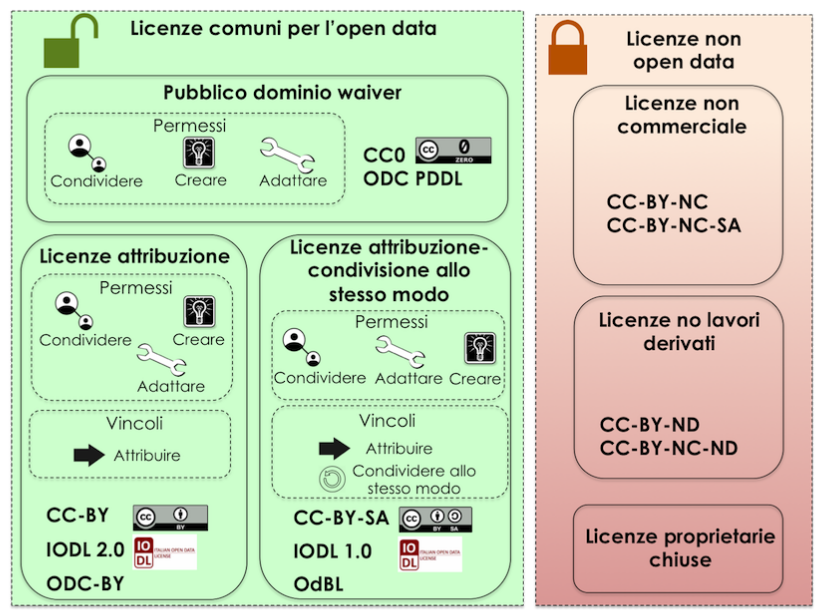 Licenze comuni per l'open data
Pubblico dominio waiver
Permessi
Condividere
Creare
Adattare
CC0
cc
0
ZERO
ODC PDDL
Licenze attribuzione
Permessi
Condividere
Creare
Adattare
Vincoli
Attribuire
CC-BY
cc
BY
IODL 2.0
IO
DL
ITALIAN OPEN DATA
LICENSE
ODC-BY
Licenze attribuzione-
condivisione allo
stesso modo
Permessi
Condividere
Adattare
Creare
Vincoli
Attribuire
Condividere allo
stesso modo
CC-BY-SA
cc
BY
SA
IODL 1.0
IO
DL
ITALIAN OPEN DATA
LICENSE
OdBL
Licenze non
open data
Licenze non
commerciale
CC-BY-NC
CC-BY-NC-SA
Licenze no lavori
derivati
CC-BY-ND
CC-BY-NC-ND
Licenze proprietarie
chiuse